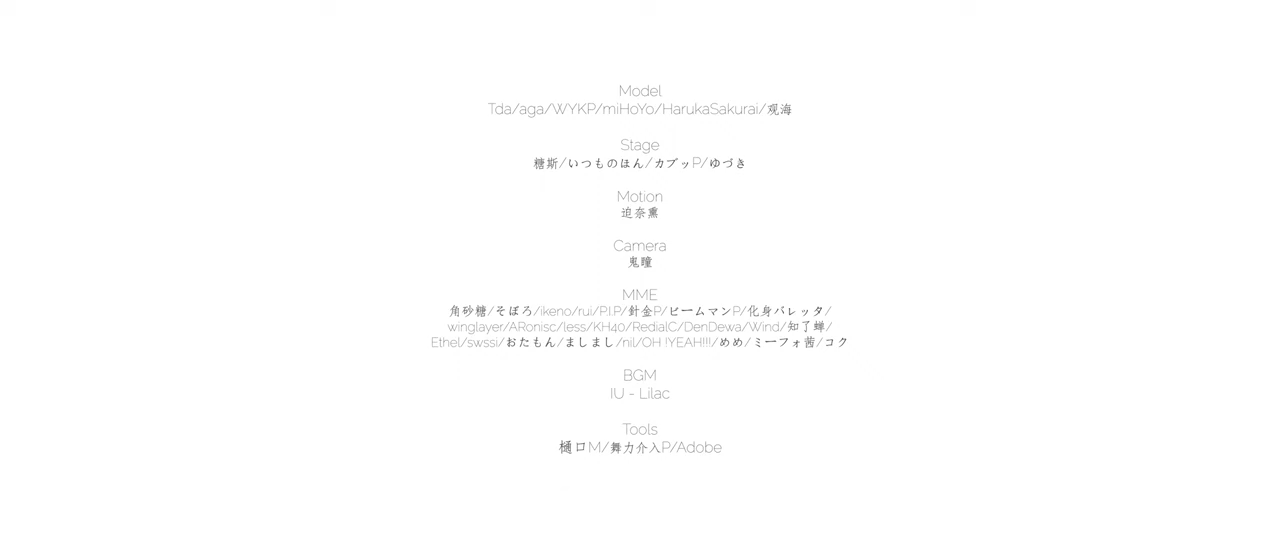 Model
Tda/aga/WYKP/miHoYo/HarukaSakurai/观海
Stage
糖斯/いつものほん/カブッP/ゆづき
Motion
迫奈熏
Camera
鬼瞳
MME
角砂糖/そぼろ/ikeno/rui/P.I.P/針金P/ビームマンP/化身バレッタ/
winglayer/ARonisc/less/KH40/RedialC/DenDewa/Wind/知了蝉/
Ethel/swssi/おたもん/ましまし/nil/OH !YEAH!!!/めめ/ミーフォ茜/コク
BGM
IU - Lilac
Tools
樋口M/舞力介入P/Adobe